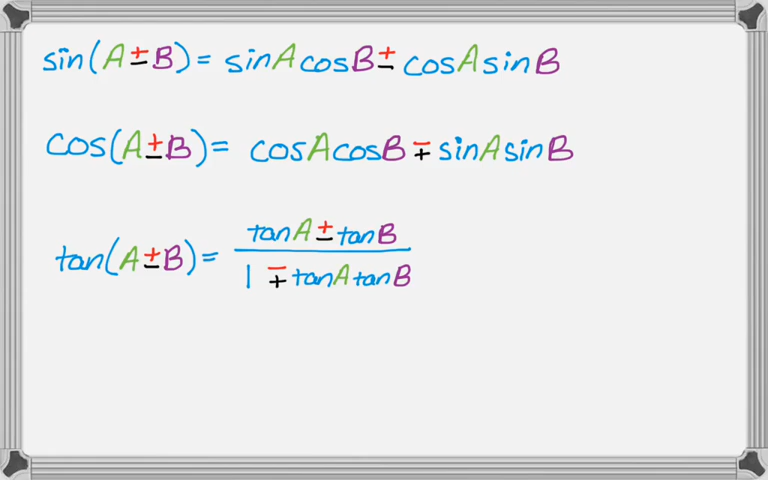 sin(A±B)= sinAcosB±cosAsinB
cos(A±B)= cosAcosB∓sinAsinB
tan(A±B)= tanA±tanB
1∓tanAtanB